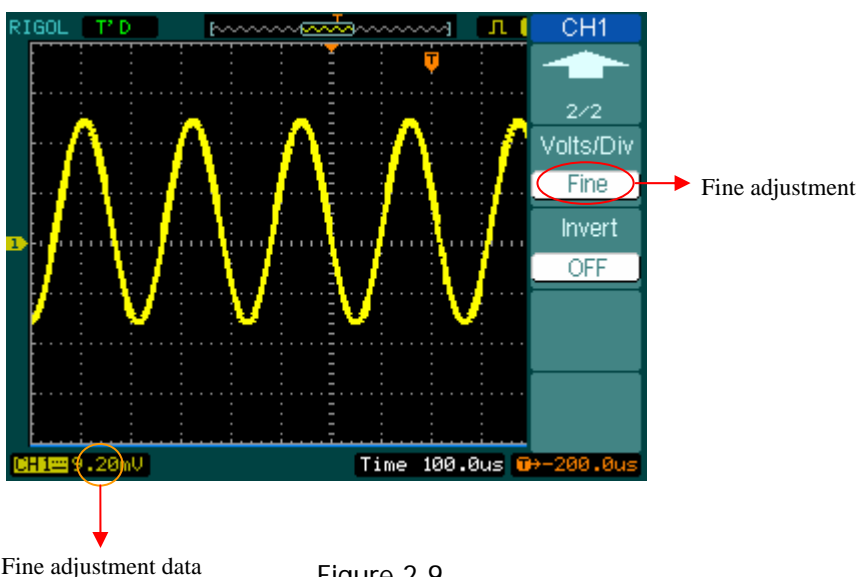 RIGOL T'D T CH1
T
2/2
Volts/Div
Fine
Fine adjustment
Invert
1
OFF
CH1 9.20mV Time 100.0us T→-200.0us
Fine adjustment data
Figure 2-9